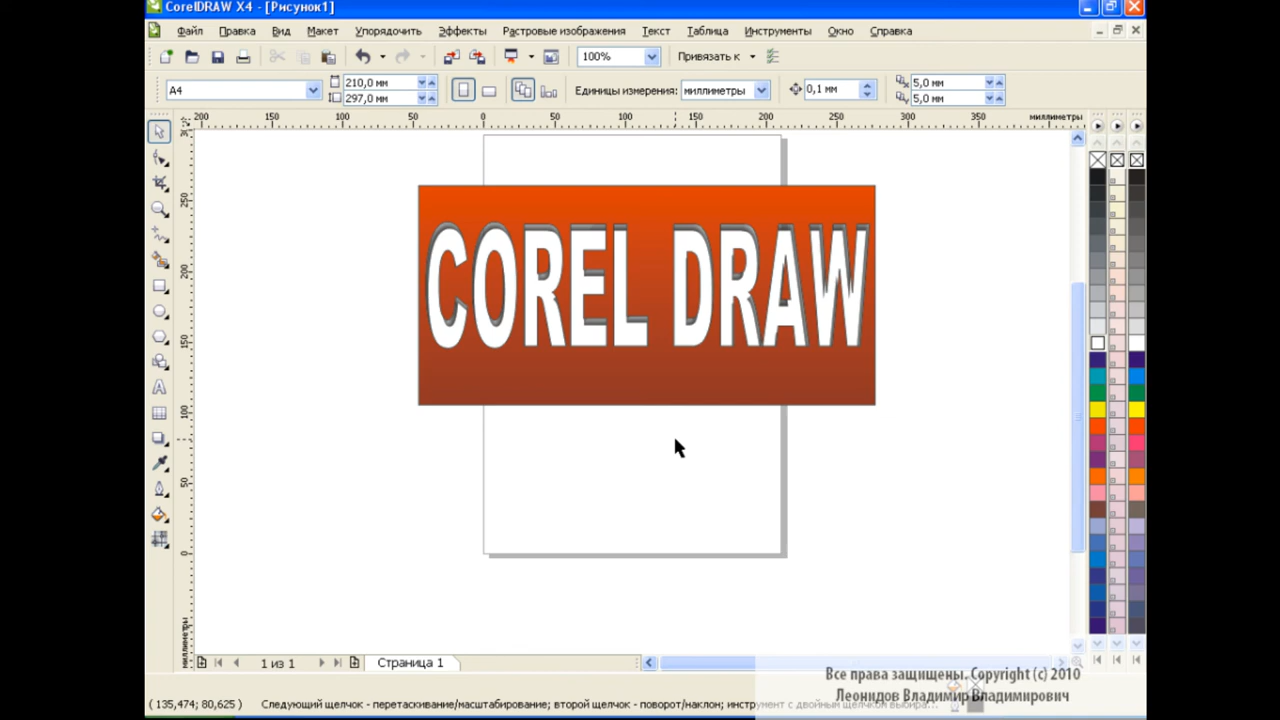 CorelDRAW X4 - [Рисунок1]
Файл Правка Вид Макет Упорядочить Эффекты Растровые изображения Текст Таблица Инструменты Окно Справка
100% Привязать к
A4 210,0 мм 297,0 мм Единицы измерения: миллиметры 0,1 мм 5,0 мм 5,0 мм
200 150 100 50 0 50 100 150 200 250 300 350 миллиметры
250
200
150
100
50
0
миллиметры
COREL DRAW
1 из 1 Страница 1
Все права защищены. Copyright (c) 2010
Леонидов Владимир Владимирович
( 135,474; 80,625 ) Следующий щелчок - перетаскивание/масштабирование; второй щелчок - поворот/наклон; инструмент с двойным щелчком выбира...